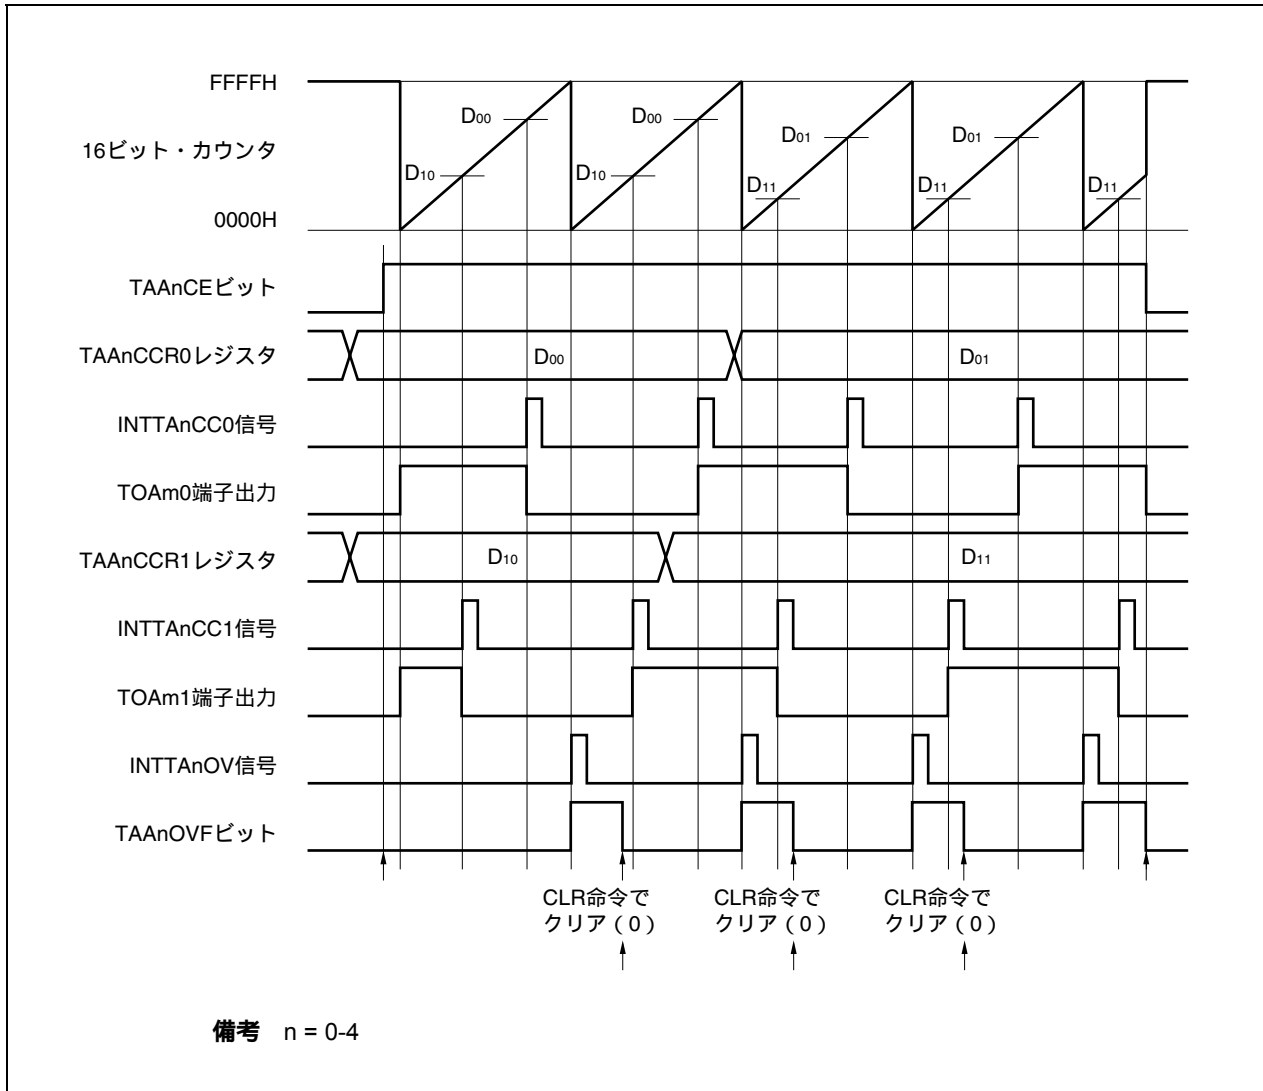 FFFFH
16ビット・カウンタ
0000H
D10 D00 D10 D00 D11 D01 D11 D01 D11
TAAnCEビット
TAAnCCR0レジスタ D00 D01
INTTAnCC0信号
TOAm0端子出力
TAAnCCR1レジスタ D10 D11
INTTAnCC1信号
TOAm1端子出力
INTTAnOV信号
TAAnOVFビット
CLR命令で CLR命令で CLR命令で
クリア（0） クリア（0） クリア（0）
備考 n = 0-4